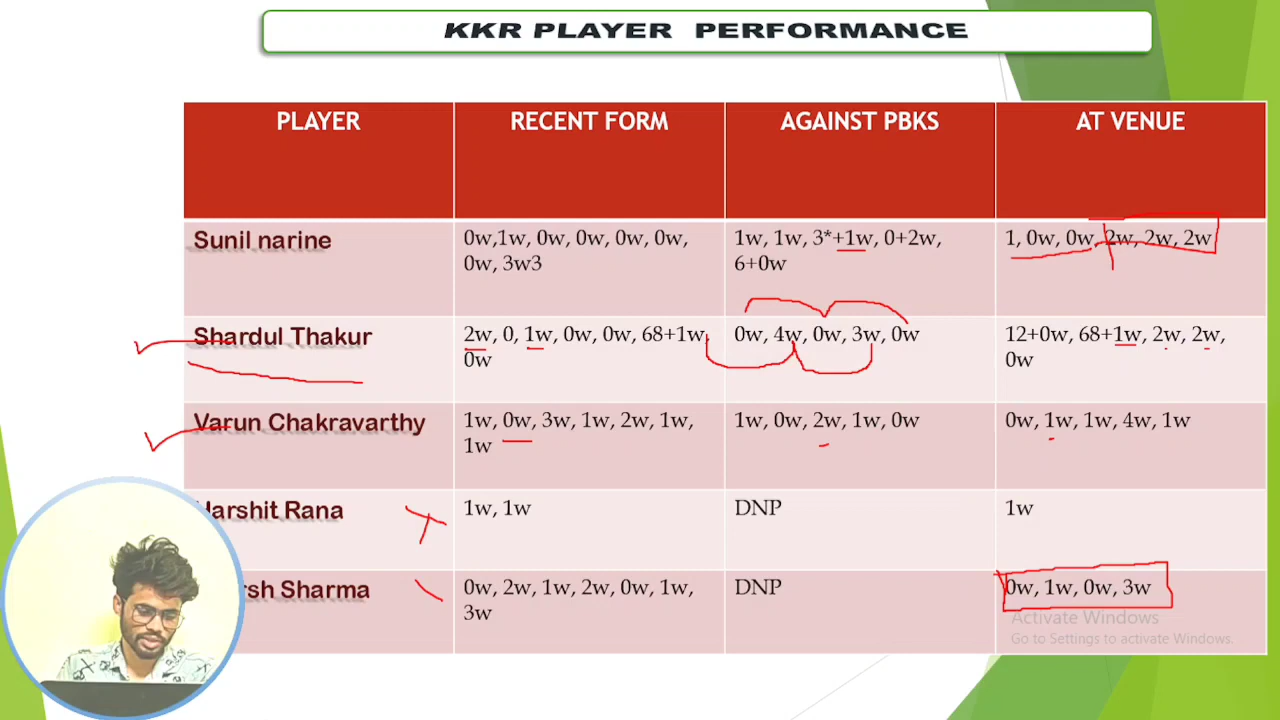 KKR PLAYER PERFORMANCE
PLAYER RECENT FORM AGAINST PBKS AT VENUE
Sunil narine 0w,1w, 0w, 0w, 0w, 0w, 1w, 1w, 3*+1w, 0+2w, 1, 0w, 0w, 2w, 2w, 2w
0w, 3w3 6+0w
Shardul Thakur 2w, 0, 1w, 0w, 0w, 68+1w, 0w, 4w, 0w, 3w, 0w 12+0w, 68+1w, 2w, 2w,
0w 0w
Varun Chakravarthy 1w, 0w, 3w, 1w, 2w, 1w, 1w, 0w, 2w, 1w, 0w 0w, 1w, 1w, 4w, 1w
1w
Harshit Rana 1w, 1w DNP 1w
Sharma 0w, 2w, 1w, 2w, 0w, 1w, DNP 0w, 1w, 0w, 3w
3w
Activate Windows
Go to Settings to activate Windows.